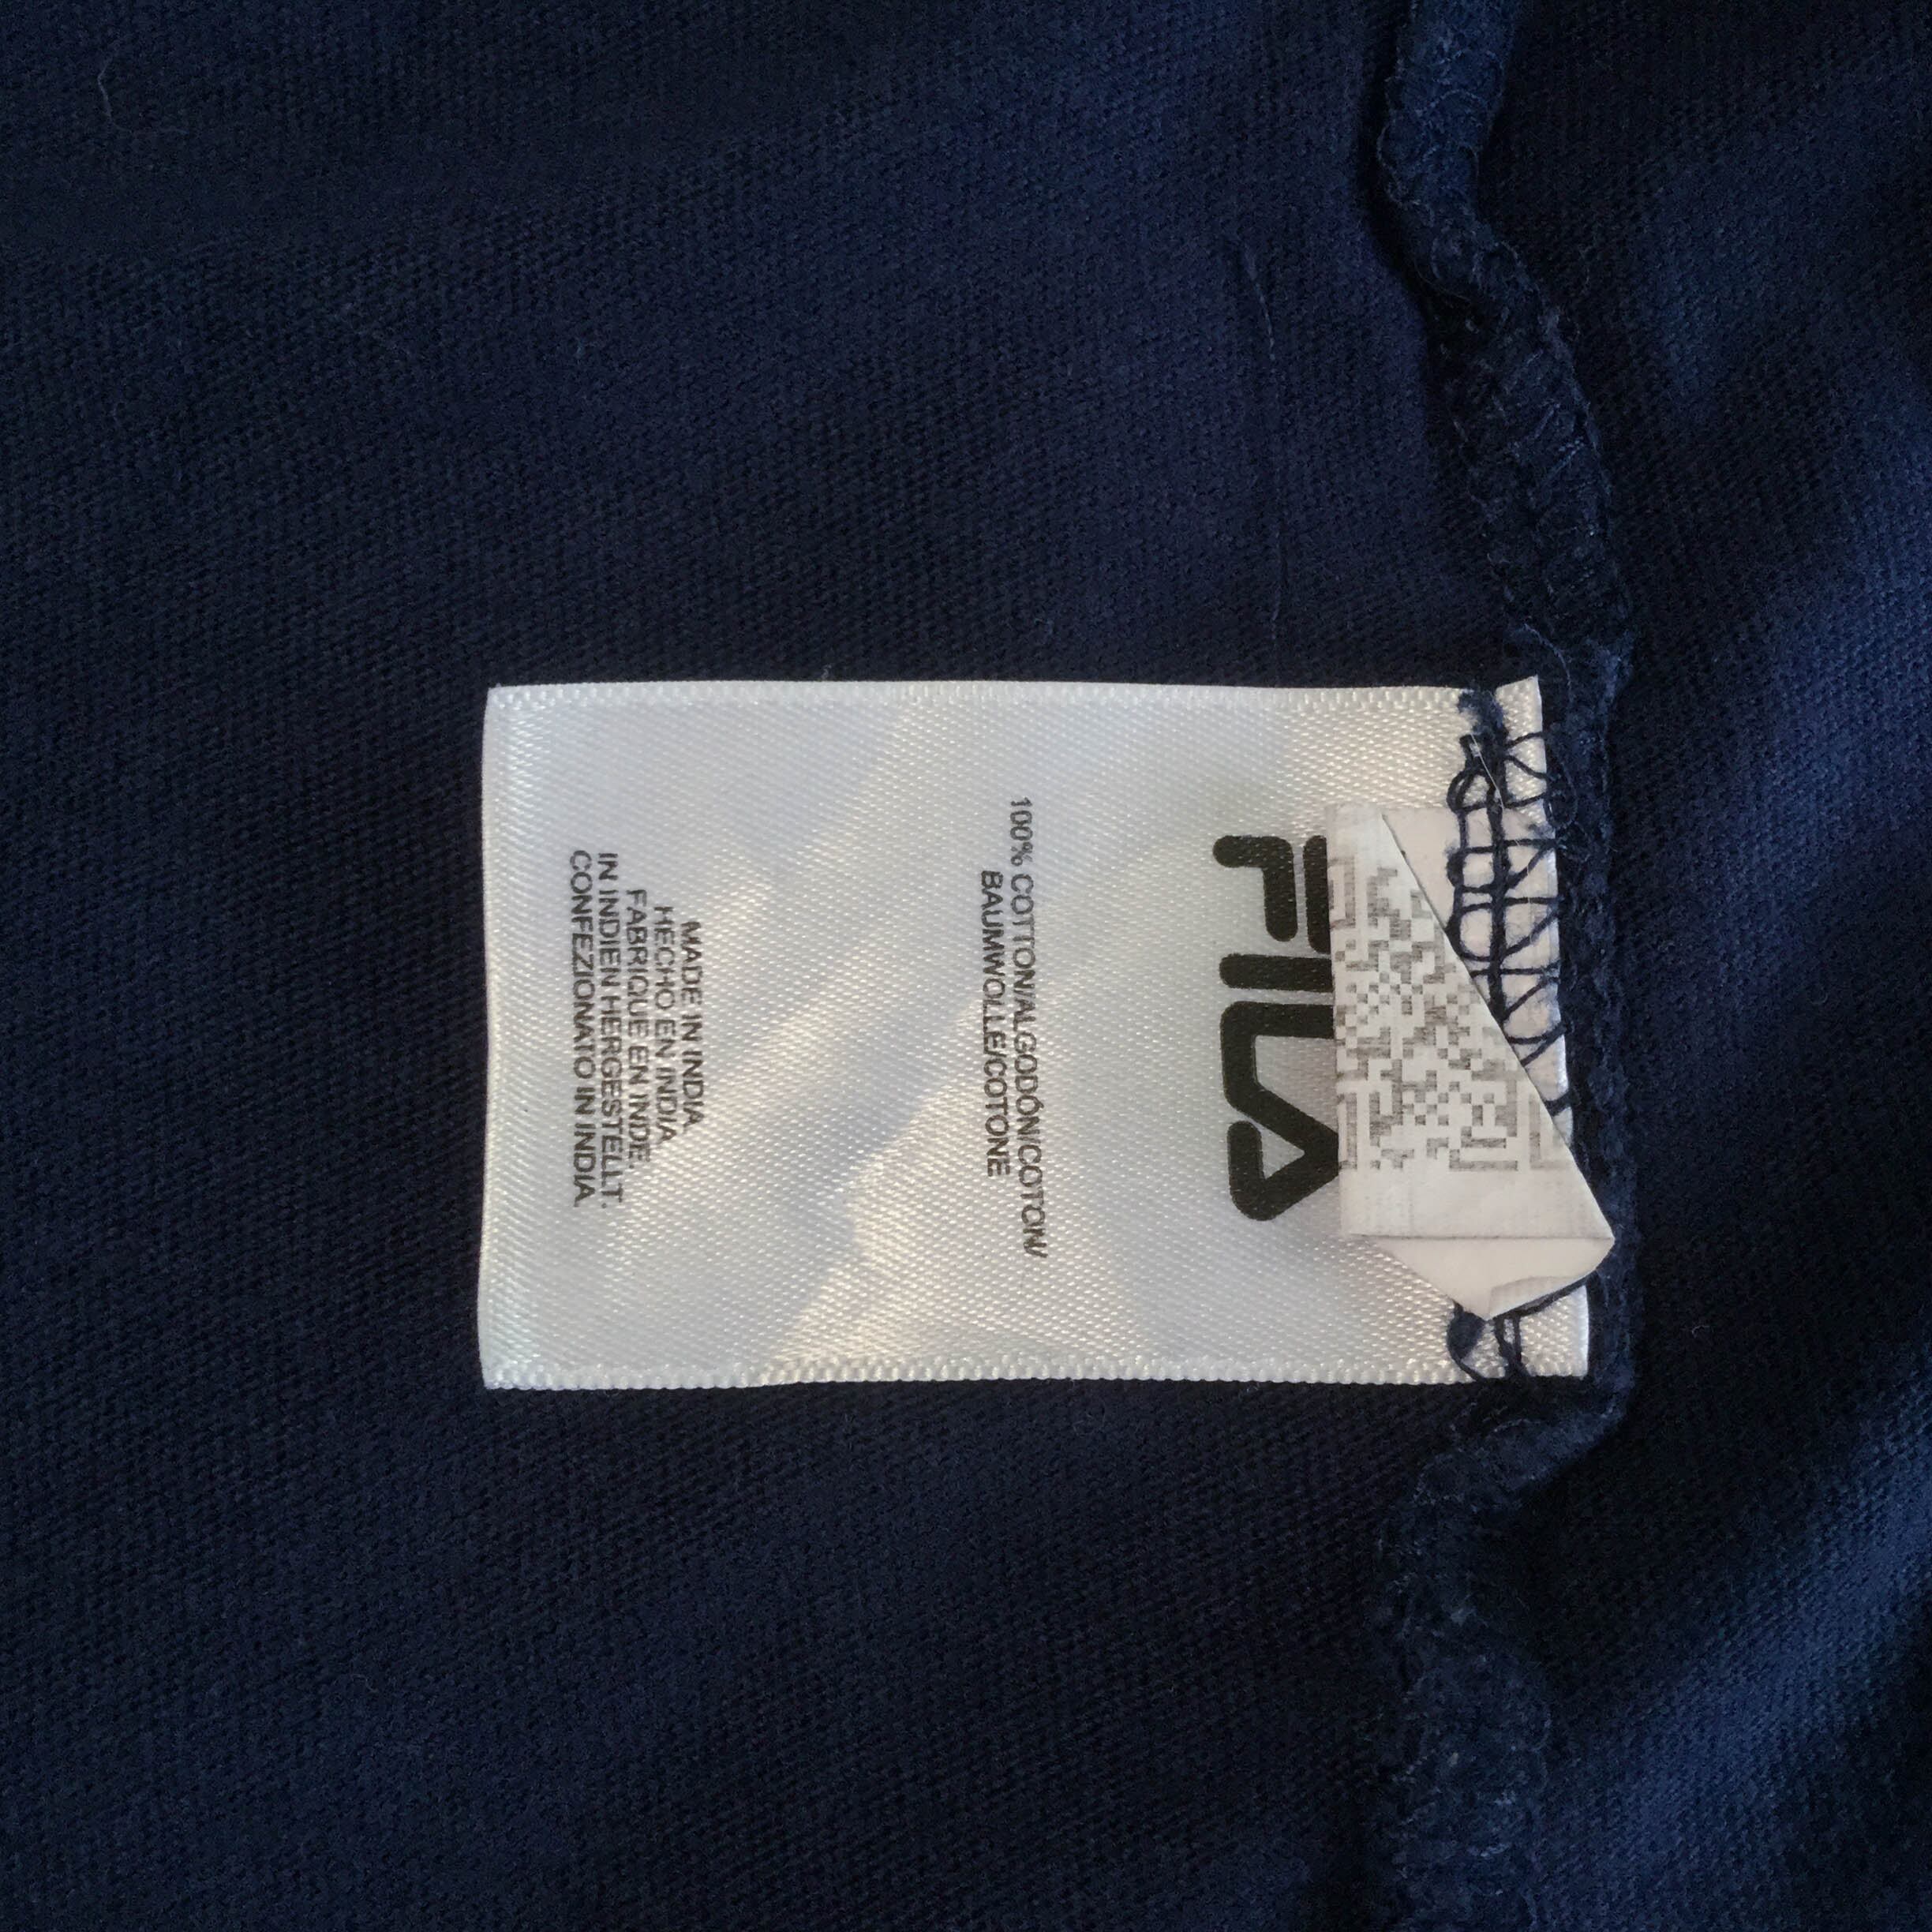 FILA
100% COTTON/ALGODÓN/COTON/
BAUMWOLLE/COTONE
MADE IN INDIA
HECHO EN INDIA
FABRIQUE EN INDE.
IN INDIEN HERGESTELLT.
CONFEZIONATO IN INDIA.